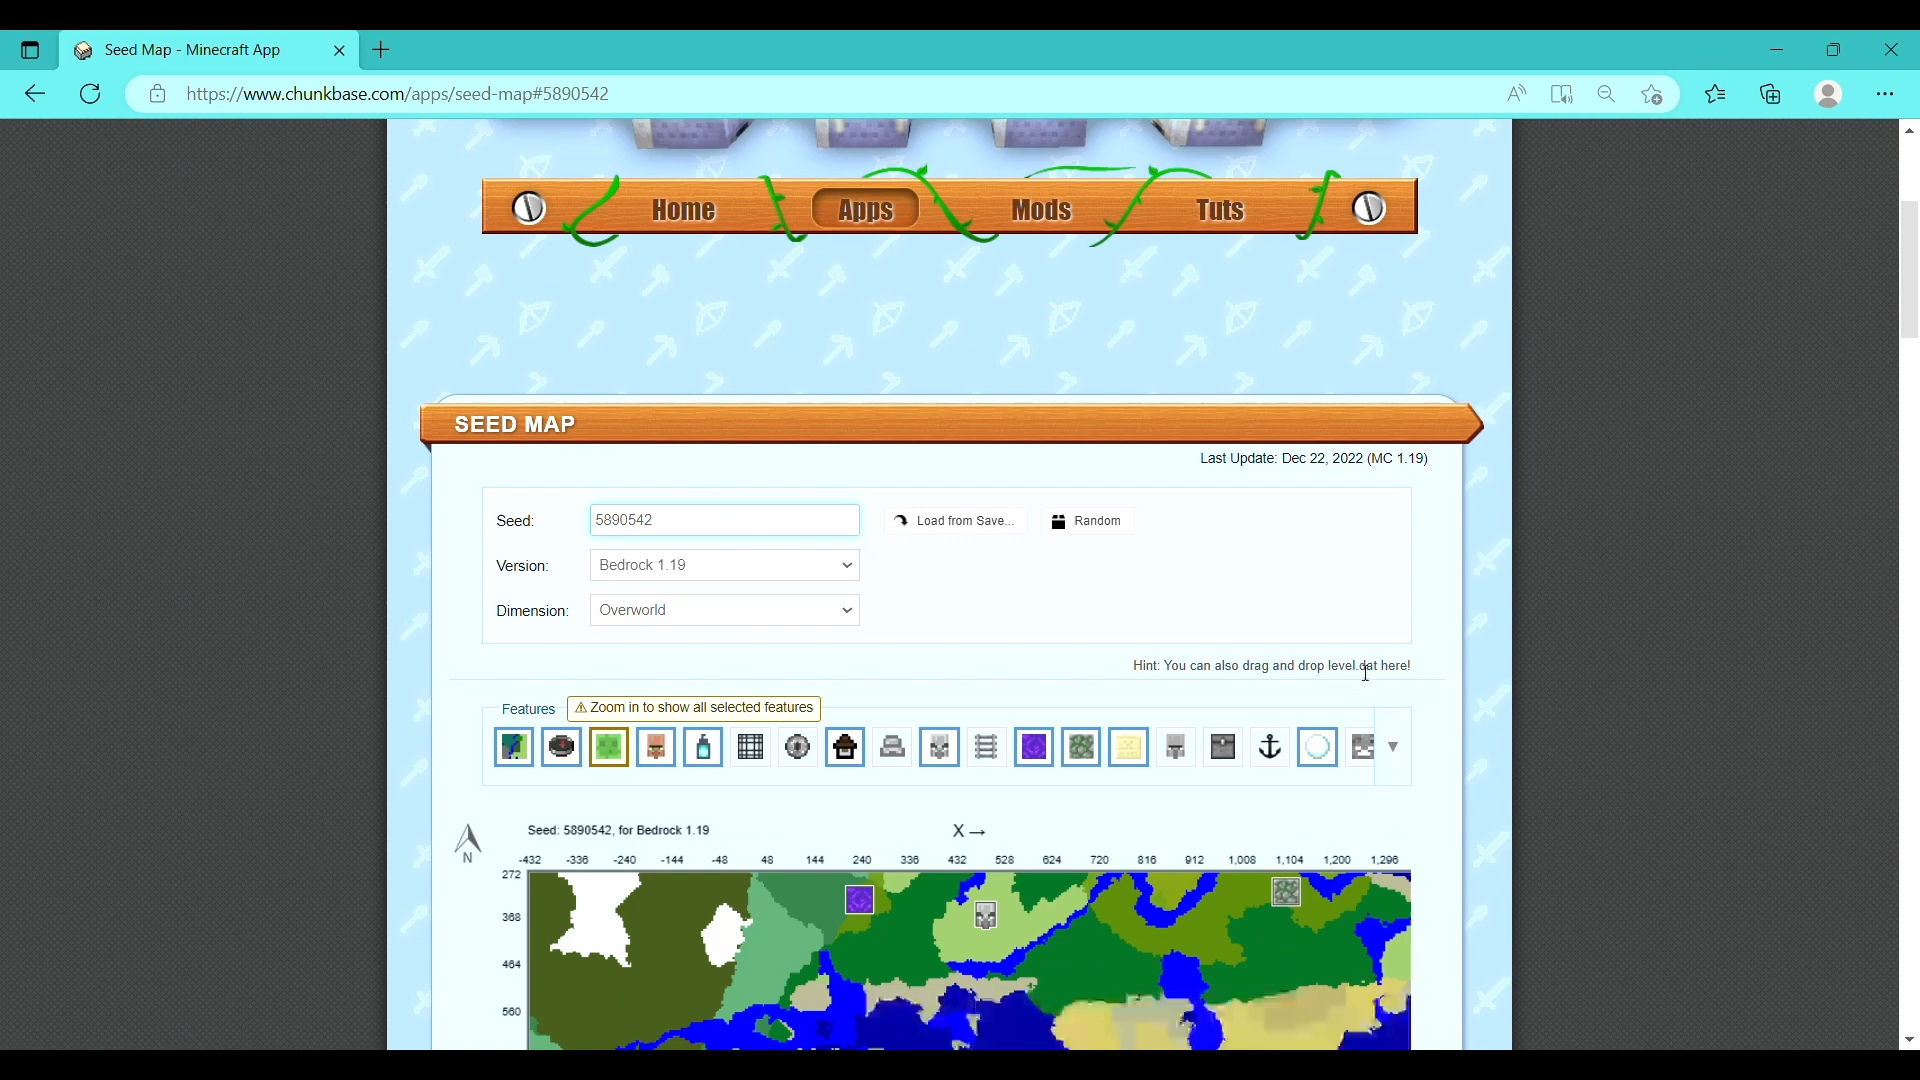 Seed Map - Minecraft App
https://www.chunkbase.com/apps/seed-map#5890542
Home Apps Mods Tuts
SEED MAP
Last Update: Dec 22, 2022 (MC 1.19)
Seed: 5890542 Load from Save... Random
Version: Bedrock 1.19
Dimension: Overworld
Hint: You can also drag and drop level.dat here!
Features ⚠ Zoom in to show all selected features
Seed: 5890542, for Bedrock 1.19 X →
N
-432 -336 -240 -144 -48 48 144 240 336 432 528 624 720 816 912 1,008 1,104 1,200 1,296
272
368
464
560